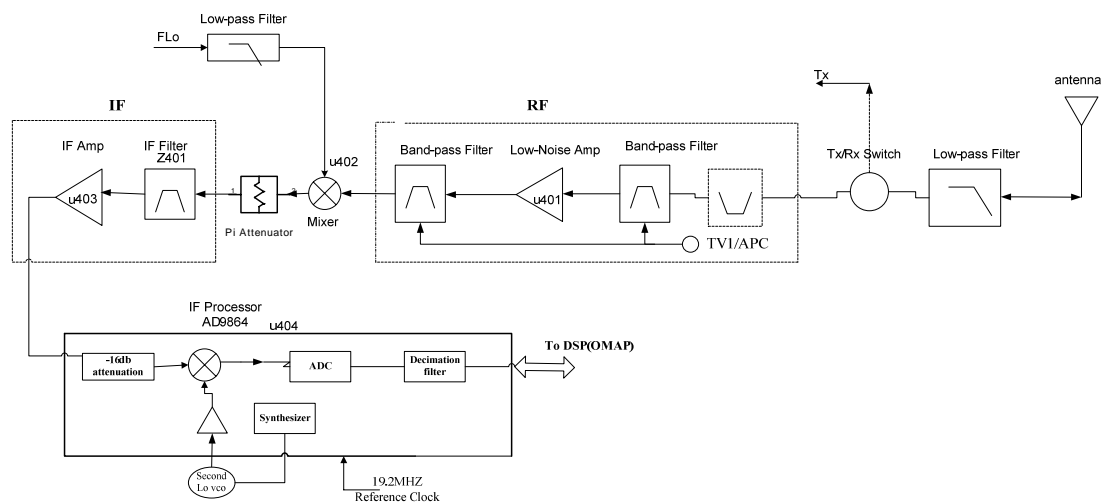 Low-pass Filter
FLo
Tx
antenna
IF
RF
IF Amp
IF Filter
Z401
u402
Band-pass Filter
Low-Noise Amp
Band-pass Filter
Tx/Rx Switch
Low-pass Filter
u403
1
2
u401
Pi Attenuator
Mixer
TV1/APC
IF Processor
AD9864
u404
-16db
attenuation
ADC
Decimation
filter
To DSP(OMAP)
Synthesizer
Second
Lo vco
19.2MHZ
Reference Clock